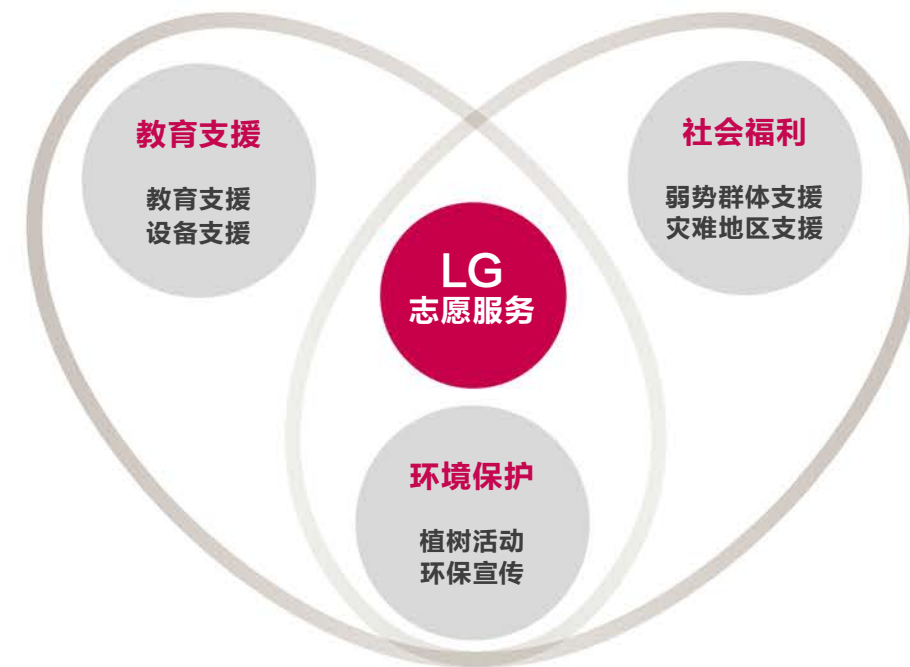 教育支援
教育支援
设备支援
社会福利
弱势群体支援
灾难地区支援
LG
志愿服务
环境保护
植树活动
环保宣传